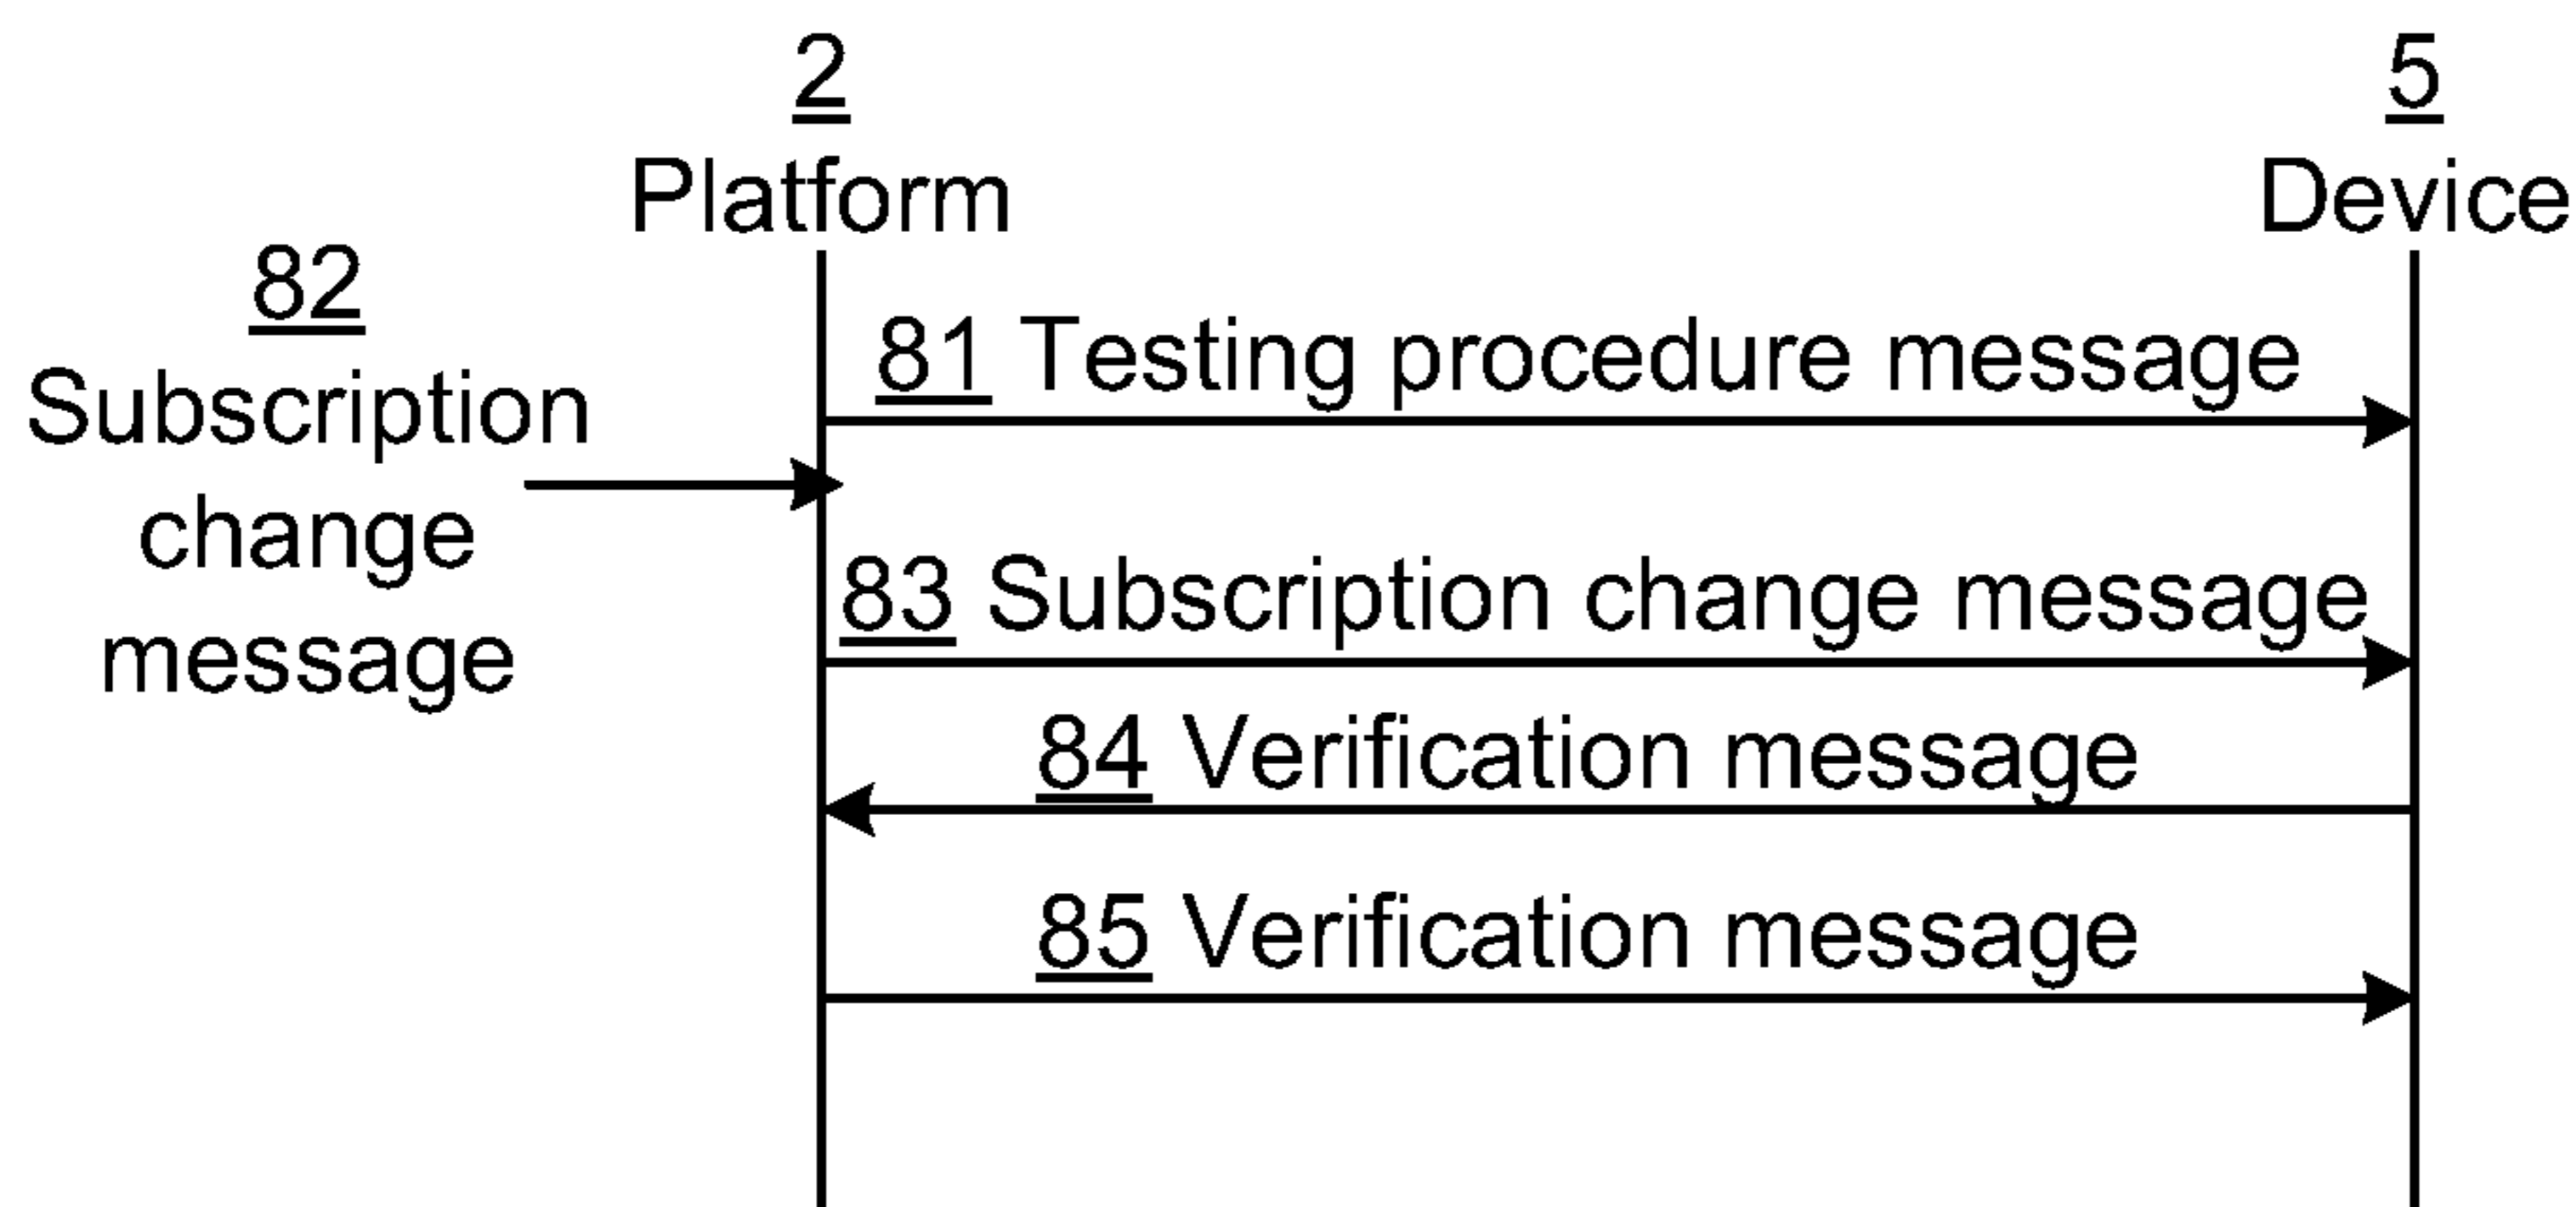 2
Platform
5
Device
82
Subscription
change
message
81 Testing procedure message
83 Subscription change message
84 Verification message
85 Verification message